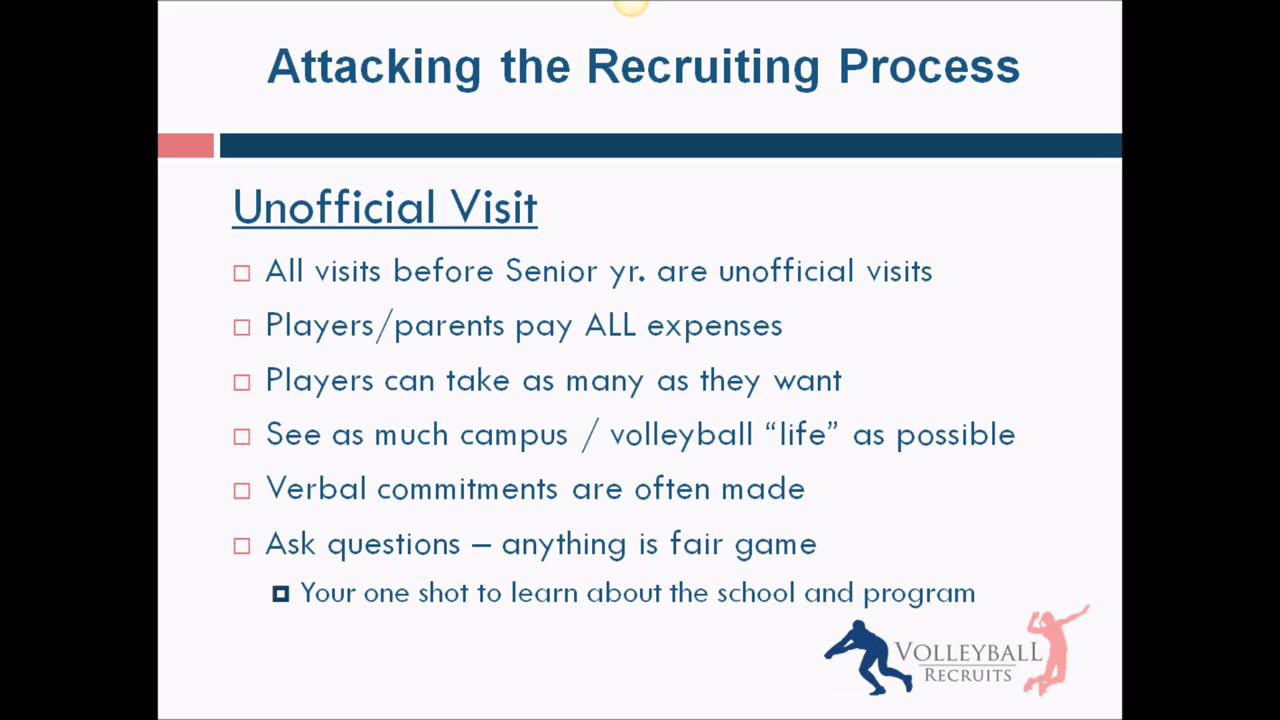 Attacking the Recruiting Process
Unofficial Visit
All visits before Senior yr. are unofficial visits
Players/parents pay ALL expenses
Players can take as many as they want
See as much campus / volleyball “life” as possible
Verbal commitments are often made
Ask questions – anything is fair game
Your one shot to learn about the school and program
VOLLEYBALL
RECRUITS